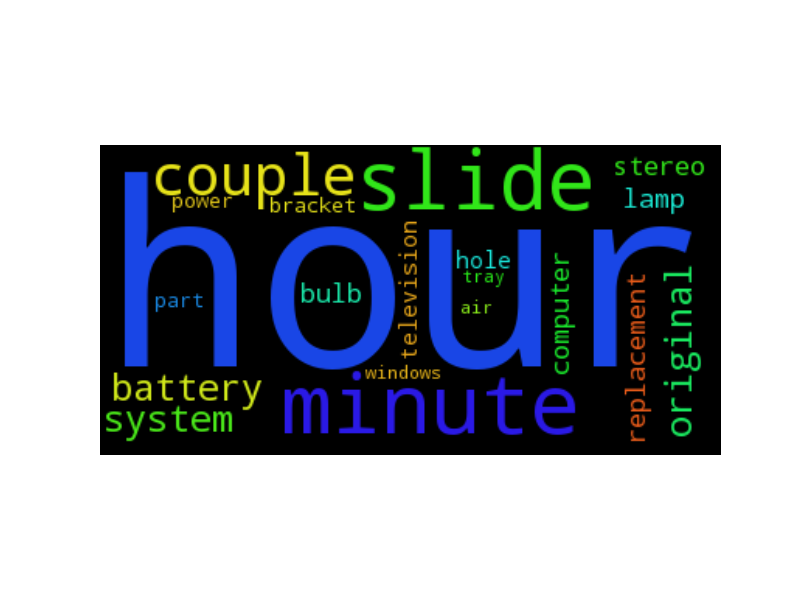 couple
slide
stereo
lamp
power
bracket
hour
television
hole
tray
air
computer
bulb
part
replacement
original
windows
battery
minute
system